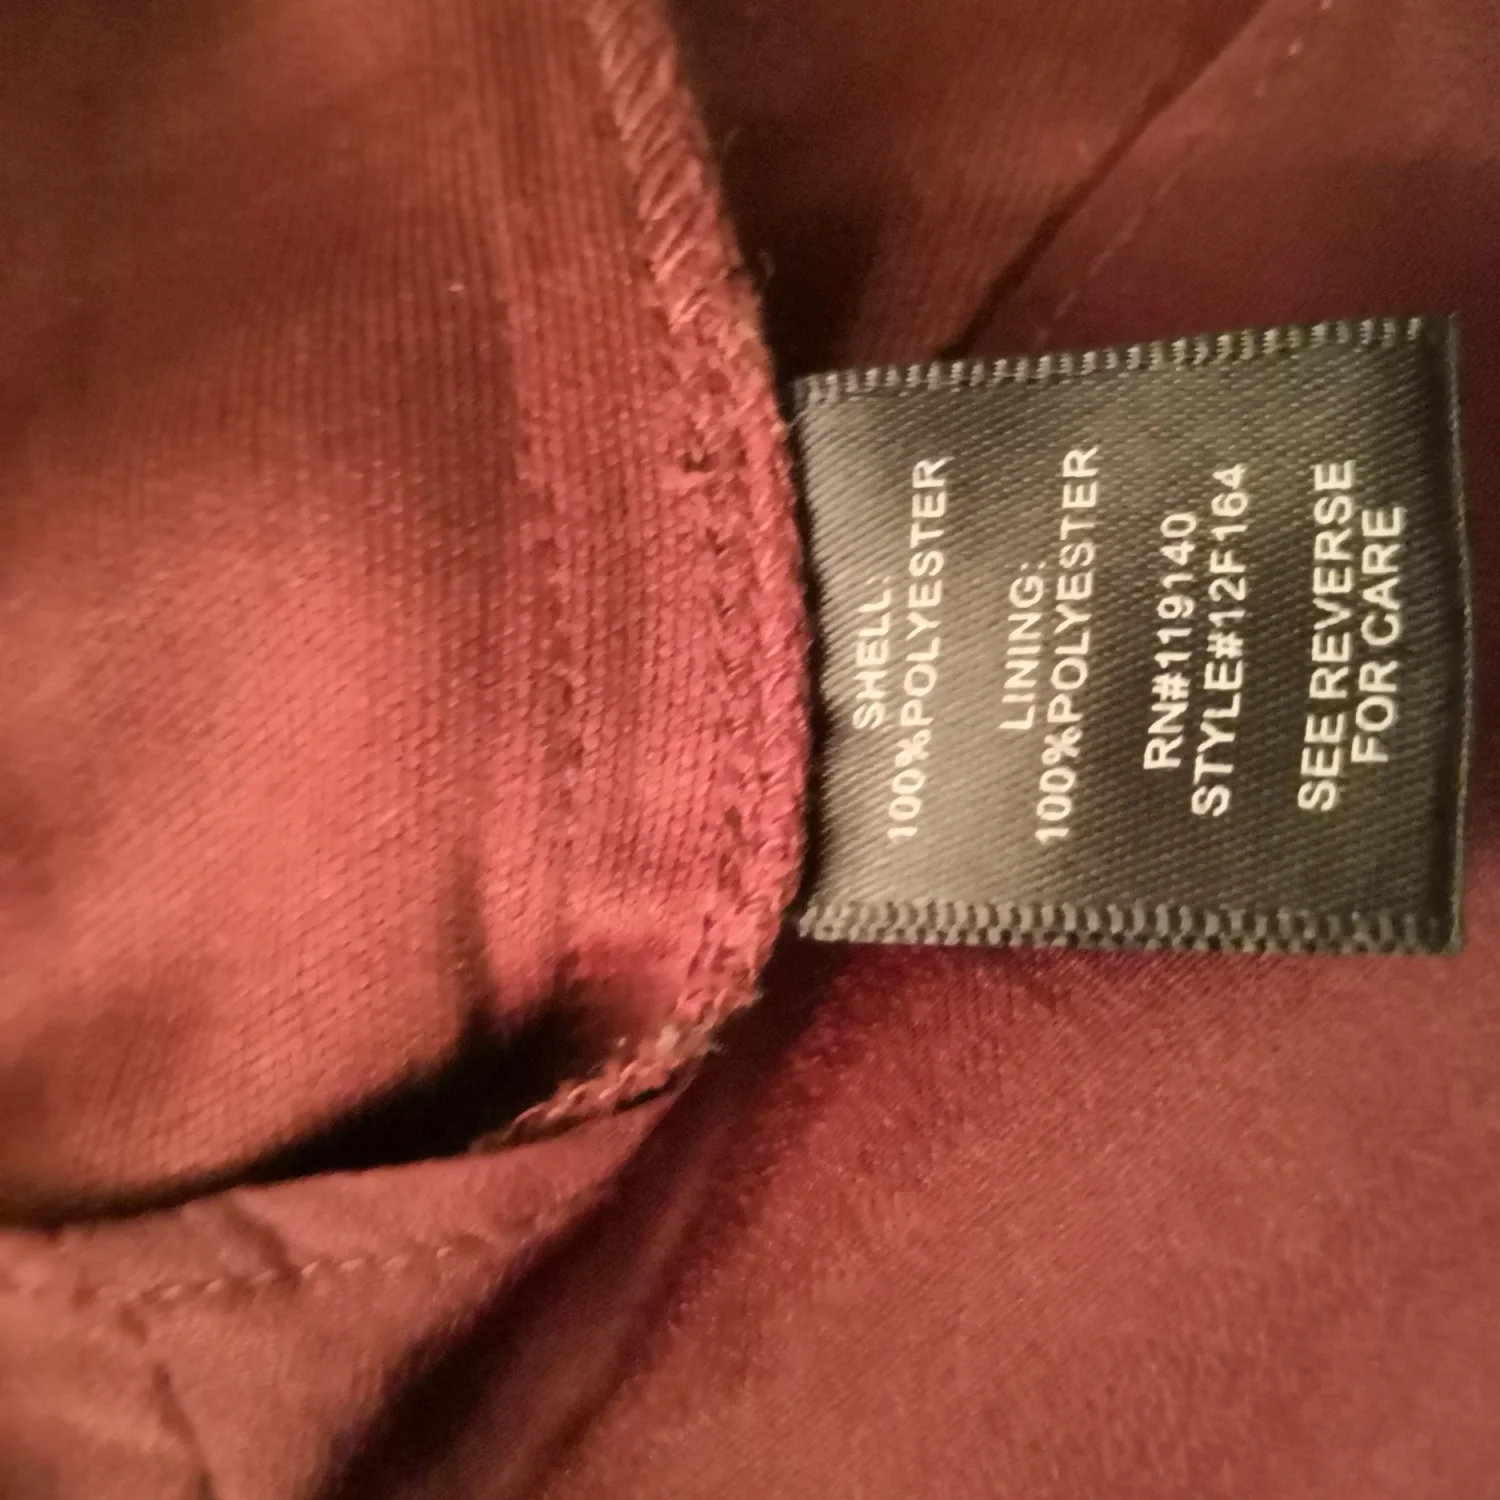 SHELL:
100%POLYESTER
LINING:
100%POLYESTER
RN#119140
STYLE#12F164
SEE REVERSE
FOR CARE